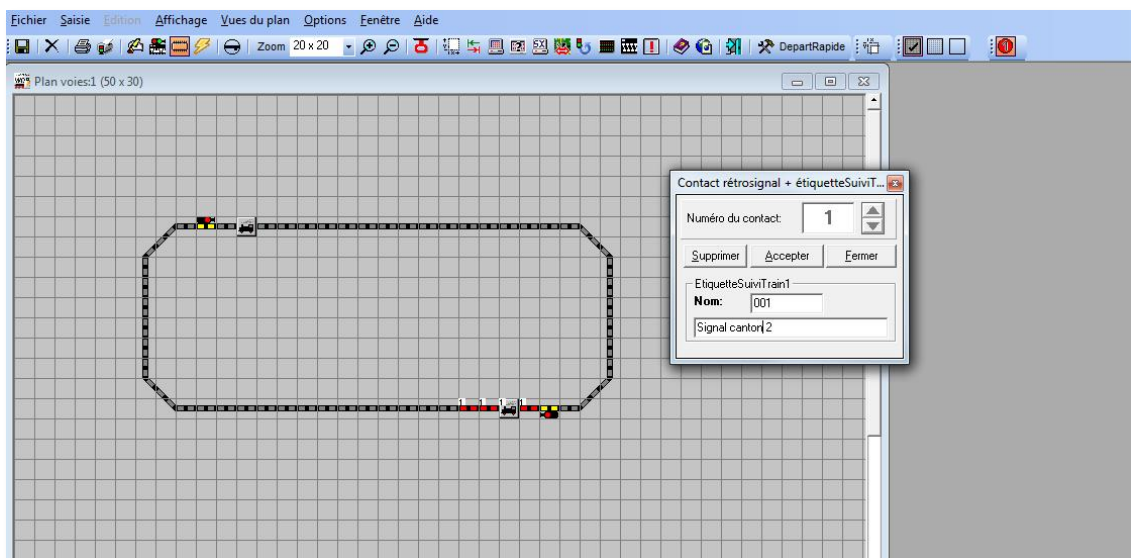 Fichier Saisie Edition Affichage Vues du plan Options Fenêtre Aide
Zoom 20 x 20 DepartRapide
Plan voies:1 (50 x 30)
Contact rétrosignal + étiquetteSuiviT...
Numéro du contact: 1
Supprimer Accepter Fermer
EtiquetteSuiviTrain1
Nom: 001
Signal canton 2
1 1 1 1